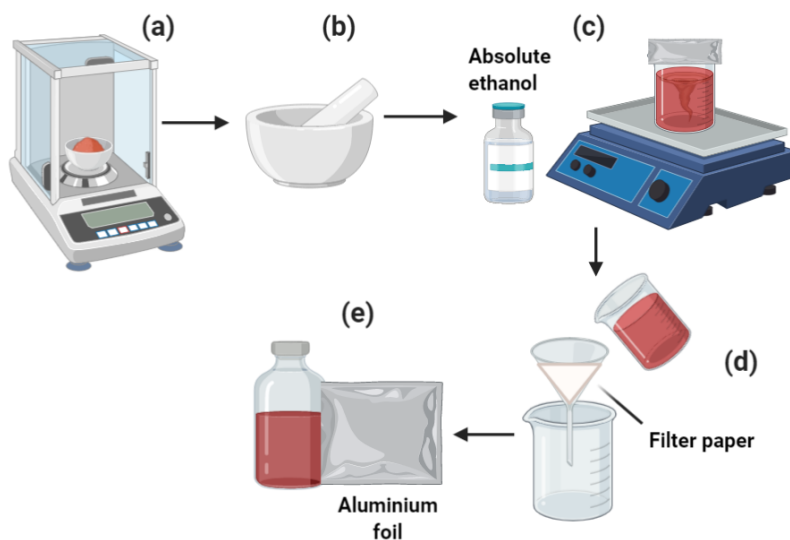 (a)
(b)
(c)
Absolute
ethanol
(d)
Filter paper
(e)
Aluminium
foil